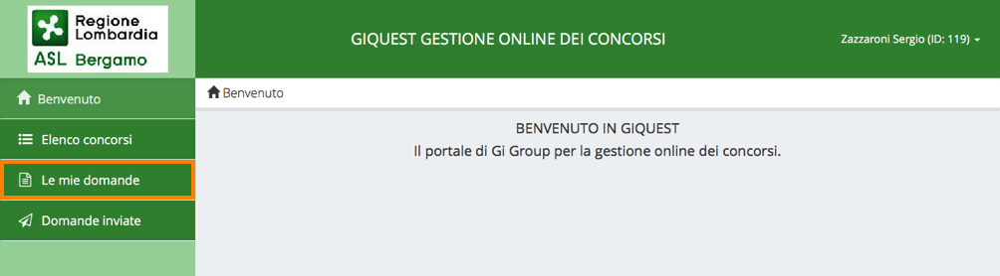 Regione
Lombardia
ASL Bergamo
GIQUEST GESTIONE ONLINE DEI CONCORSI
Zazzaroni Sergio (ID: 119)
Benvenuto
Elenco concorsi
Le mie domande
Domande inviate
Benvenuto
BENVENUTO IN GIQUEST
Il portale di Gi Group per la gestione online dei concorsi.